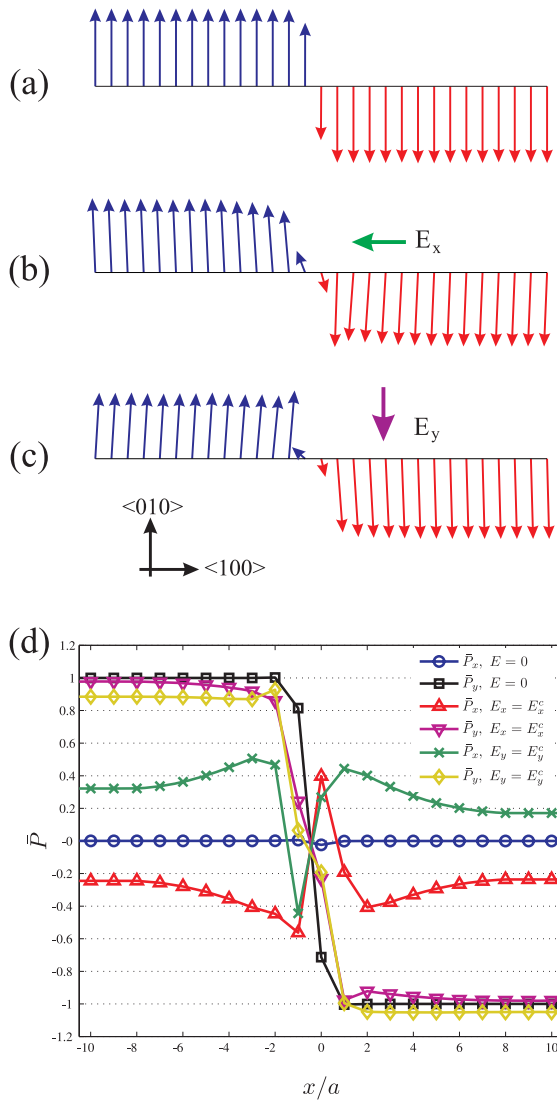 (a)
(b)
E_x
(c)
E_y
<010>
<100>
(d)
1.2
1
0.8
0.6
0.4
0.2
-0
-0.2
-0.4
-0.6
-0.8
-1
-1.2
P̄
P̄_x, E = 0
P̄_y, E = 0
P̄_x, E_x = E_x^c
P̄_y, E_x = E_x^c
P̄_x, E_y = E_y^c
P̄_y, E_y = E_y^c
-10 -8 -6 -4 -2 0 2 4 6 8 10
x/a